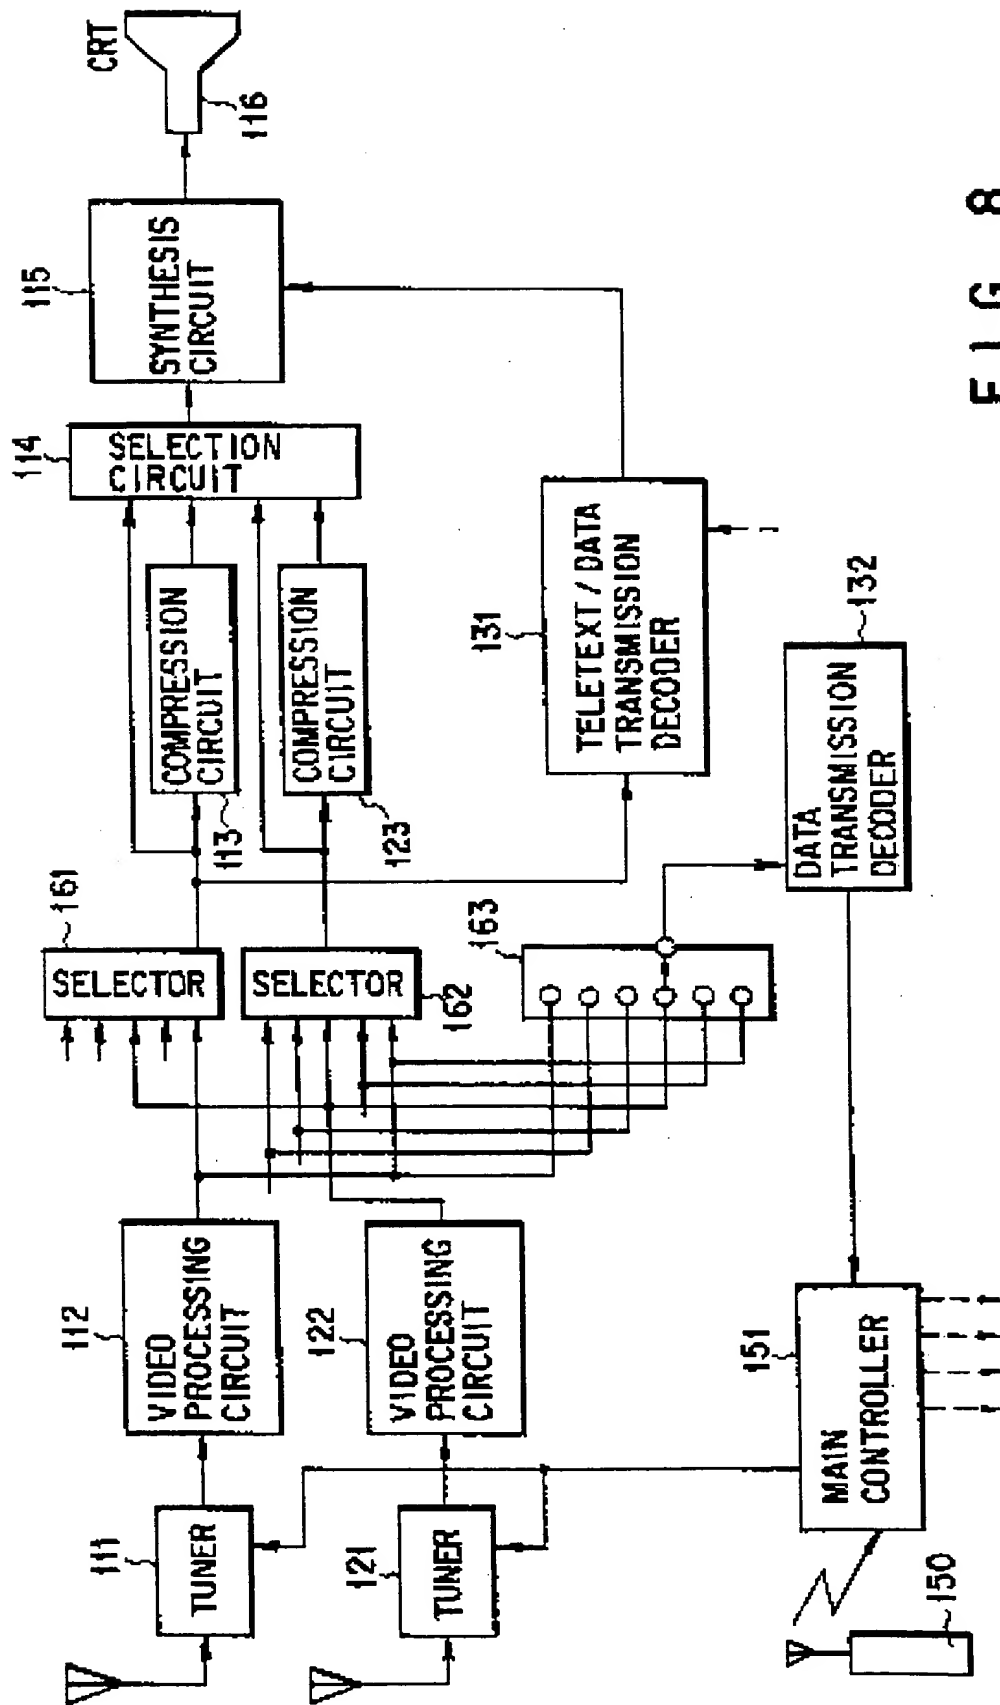 CRT
116
115
SYNTHESIS
CIRCUIT
114
SELECTION
CIRCUIT
COMPRESSION
CIRCUIT
113
COMPRESSION
CIRCUIT
123
131
TELETEXT/DATA
TRANSMISSION
DECODER
132
DATA
TRANSMISSION
DECODER
161
SELECTOR
SELECTOR
162
163
112
VIDEO
PROCESSING
CIRCUIT
122
VIDEO
PROCESSING
CIRCUIT
151
MAIN
CONTROLLER
111
TUNER
121
TUNER
150
FIG 8